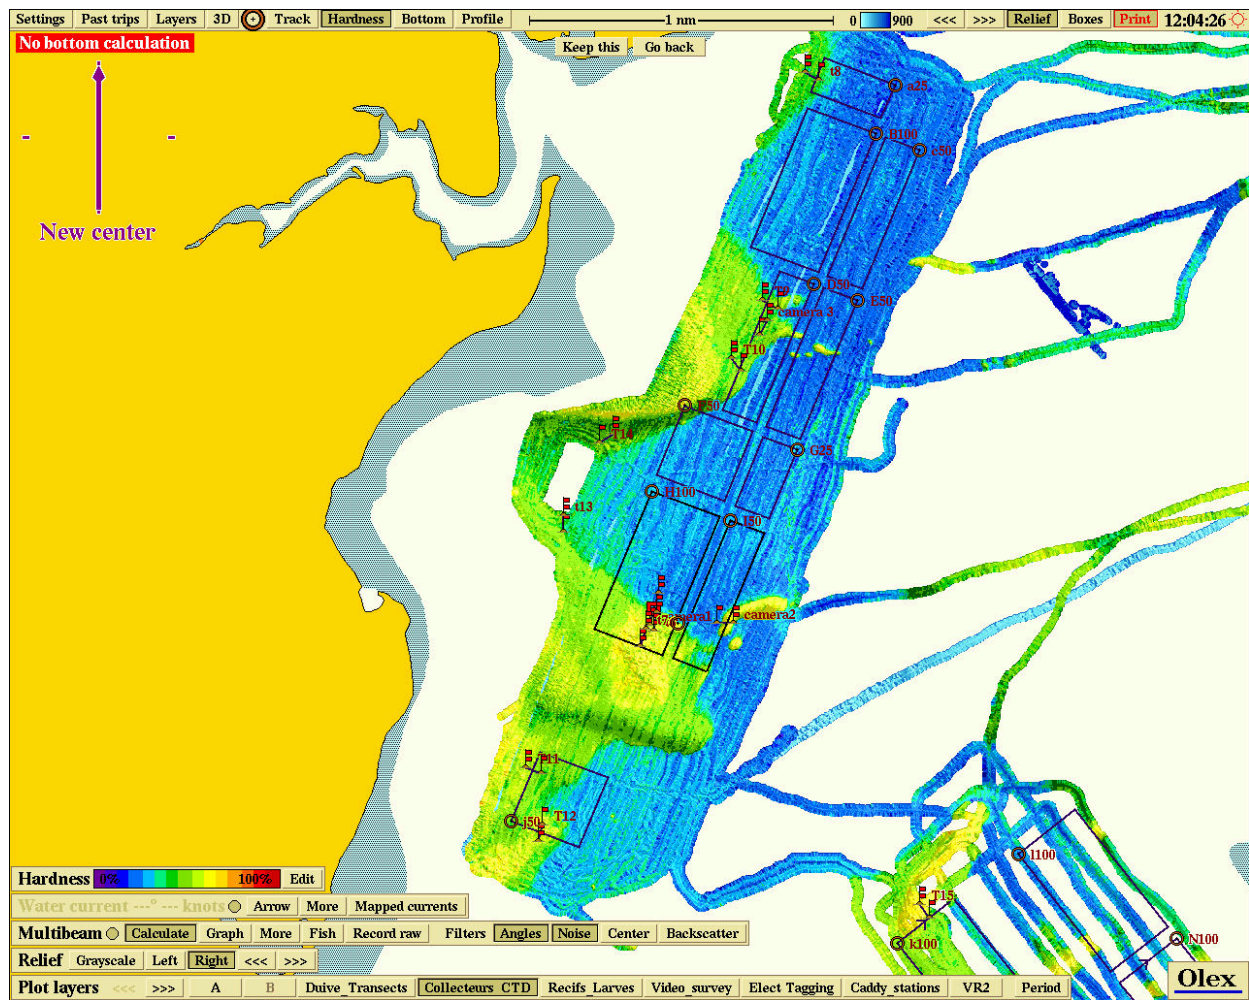 Settings Past trips Layers 3D Track Hardness Bottom Profile 1 nm 0 900 <<< >>> Relief Boxes Print 12:04:26
No bottom calculation
Keep this Go back
New center
t8
a25
B100
c50
D50
T9
E50
camera 3
T10
F50
T14
G25
H100
t13
I50
camera2
T11
T12
j50
I100
T15
k100
N100
Hardness 0% 100% Edit
Water current ---° --- knots Arrow More Mapped currents
Multibeam Calculate Graph More Fish Record raw Filters Angles Noise Center Backscatter
Relief Grayscale Left Right <<< >>>
Plot layers <<< >>> A B Duive_Transects Collecteurs_CTD Recifs_Larves Video_survey Elect Tagging Caddy_stations VR2 Period
Olex